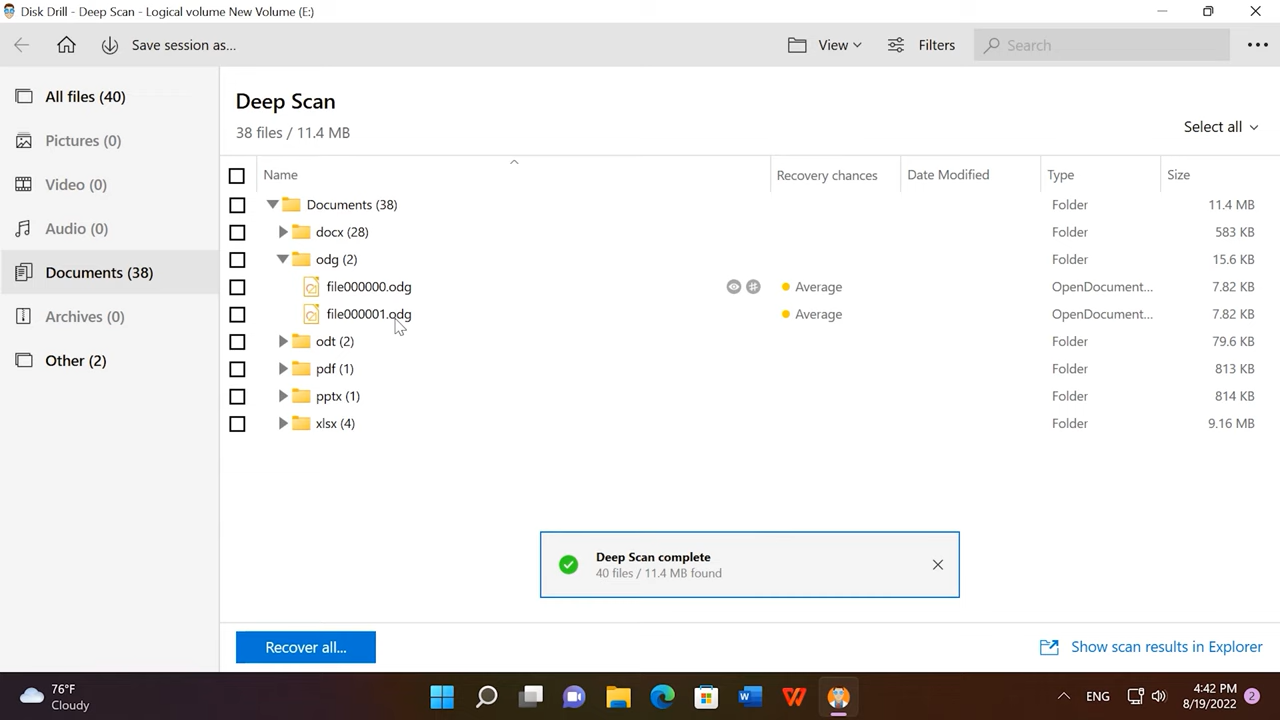 Disk Drill - Deep Scan - Logical volume New Volume (E:)
Save session as...
View
Filters
Search
All files (40)
Pictures (0)
Video (0)
Audio (0)
Documents (38)
Archives (0)
Other (2)
Deep Scan
38 files / 11.4 MB
Select all
Name Recovery chances Date Modified Type Size
Documents (38) Folder 11.4 MB
docx (28) Folder 583 KB
odg (2) Folder 15.6 KB
file000000.odg Average OpenDocument... 7.82 KB
file000001.odg Average OpenDocument... 7.82 KB
odt (2) Folder 79.6 KB
pdf (1) Folder 813 KB
pptx (1) Folder 814 KB
xlsx (4) Folder 9.16 MB
Deep Scan complete
40 files / 11.4 MB found
Recover all...
Show scan results in Explorer
76°F
Cloudy
W
W
ENG
4:42 PM
8/19/2022
2